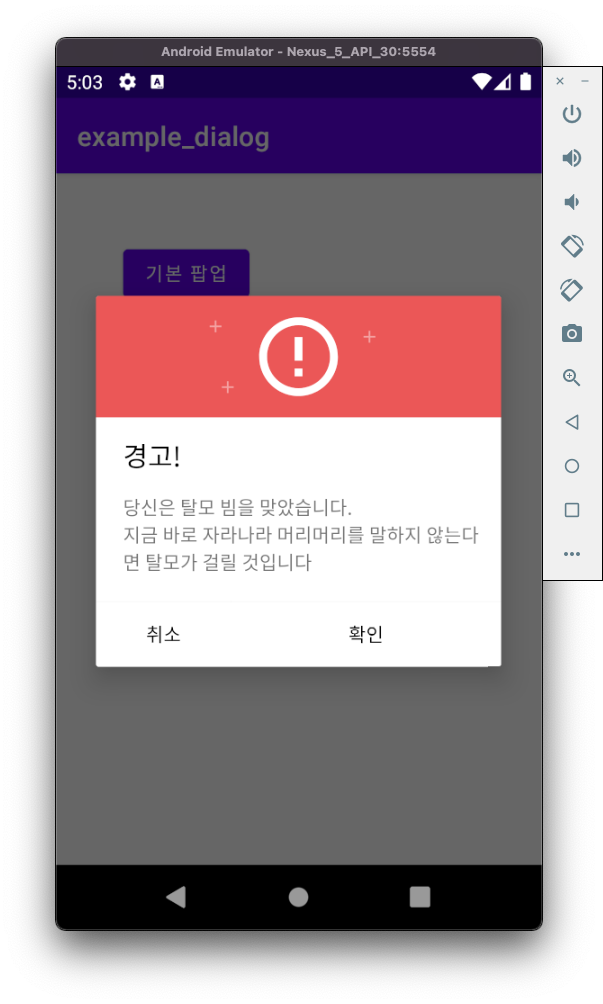 Android Emulator - Nexus_5_API_30:5554
5:03
A
example_dialog
기본 팝업
경고!
당신은 탈모 빔을 맞았습니다.
지금 바로 자라나라 머리머리를 말하지 않는다
면 탈모가 걸릴 것입니다
취소
확인